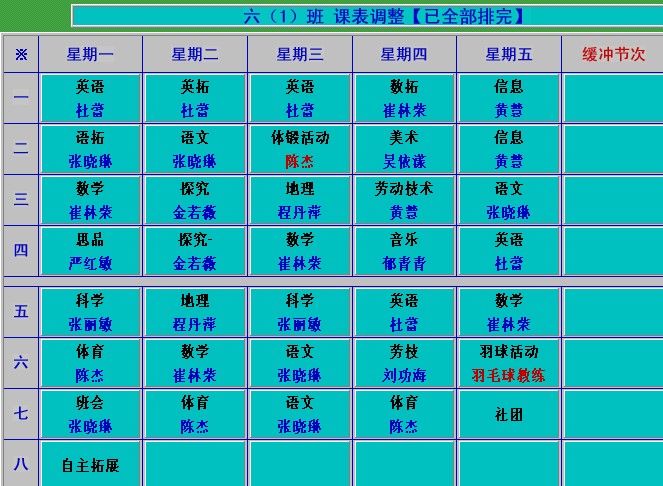 六（1）班 课表调整【已全部排完】
※ 星期一 星期二 星期三 星期四 星期五 缓冲节次
一 英语 英拓 英语 数拓 信息
杜蕾 杜蕾 杜蕾 崔林荣 黄慧
二 语拓 语文 体锻活动 美术 信息
张晓琳 张晓琳 陈杰 吴依漾 黄慧
三 数学 探究 地理 劳动技术 语文
崔林荣 金若薇 程丹萍 黄慧 张晓琳
四 思品 探究- 数学 音乐 英语
严红敏 金若薇 崔林荣 郁青青 杜蕾
五 科学 地理 科学 英语 数学
张丽敏 程丹萍 张丽敏 杜蕾 崔林荣
六 体育 数学 语文 劳枝 羽球活动
陈杰 崔林荣 张晓琳 刘功海 羽毛球教练
七 班会 体育 语文 体育 社团
张晓琳 陈杰 张晓琳 陈杰
八 自主拓展